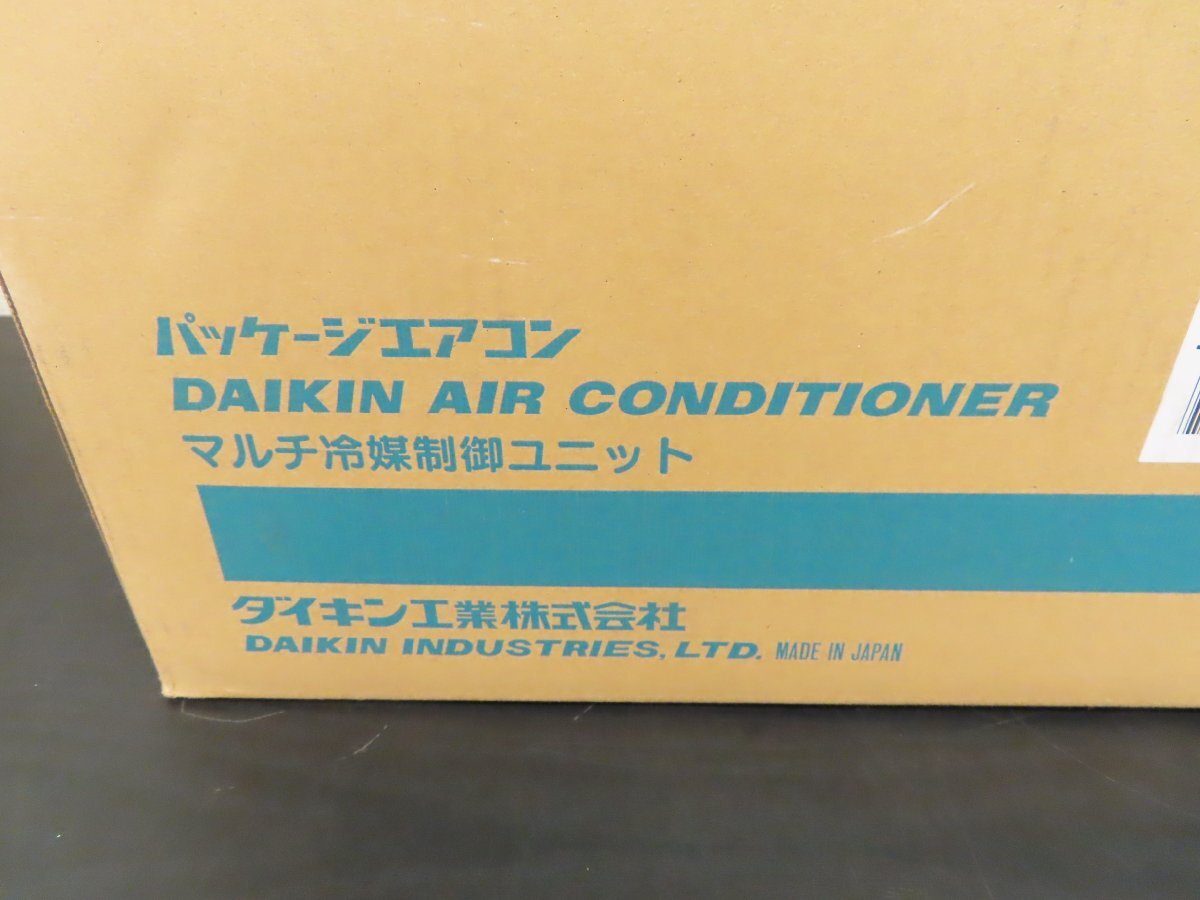 パッケージエアコン
DAIKIN AIR CONDITIONER
マルチ冷媒制御ユニット
ダイキン工業株式会社
DAIKIN INDUSTRIES, LTD. MADE IN JAPAN